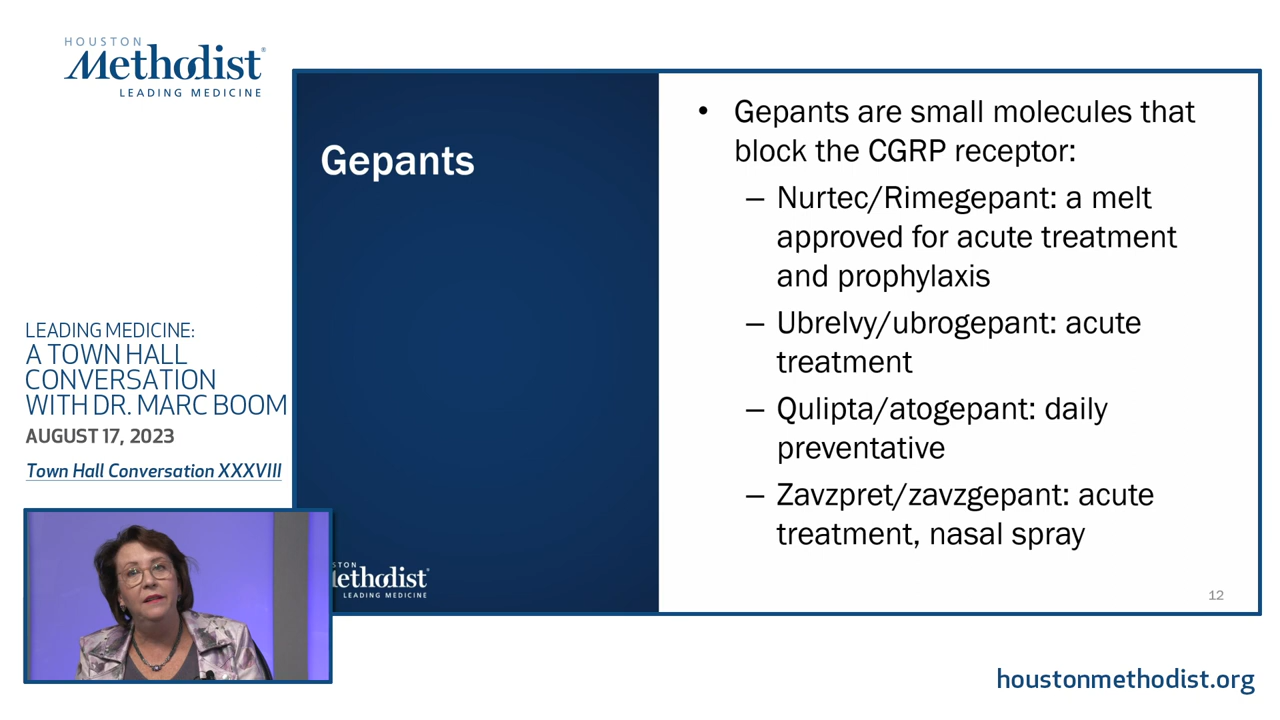 HOUSTON
Methodist®
LEADING MEDICINE
LEADING MEDICINE:
A TOWN HALL
CONVERSATION
WITH DR. MARC BOOM
AUGUST 17, 2023
Town Hall Conversation XXXVIII
Gepants
• Gepants are small molecules that
block the CGRP receptor:
– Nurtec/Rimegepant: a melt
approved for acute treatment
and prophylaxis
– Ubrelvy/ubrogepant: acute
treatment
– Qulipta/atogepant: daily
preventative
– Zavzpret/zavzgepant: acute
treatment, nasal spray
STON
ethodist®
LEADING MEDICINE
12
houstonmethodist.org